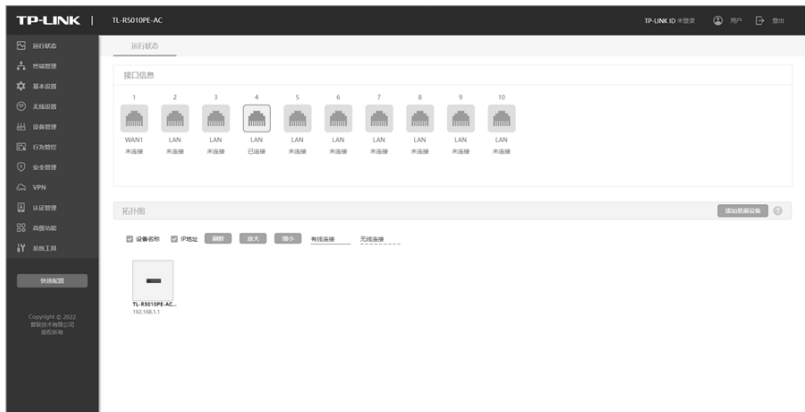 TP-LINK | TL-R5010PE-AC
TP-LINK ID 未登录 用户 登出
运行状态
终端管理
基本设置
无线设置
设备管理
行为管控
安全管理
VPN
认证管理
高级功能
系统工具
快速配置
Copyright © 2022
普联技术有限公司
版权所有
运行状态
接口信息
1 2 3 4 5 6 7 8 9 10
WAN1 LAN LAN LAN LAN LAN LAN LAN LAN LAN
未连接 未连接 未连接 已连接 未连接 未连接 未连接 未连接 未连接 未连接
拓扑图
添加易展设备 ?
设备名称 IP地址 刷新 放大 缩小 有线连接 无线连接
TL-R5010PE-AC...
192.168.1.1